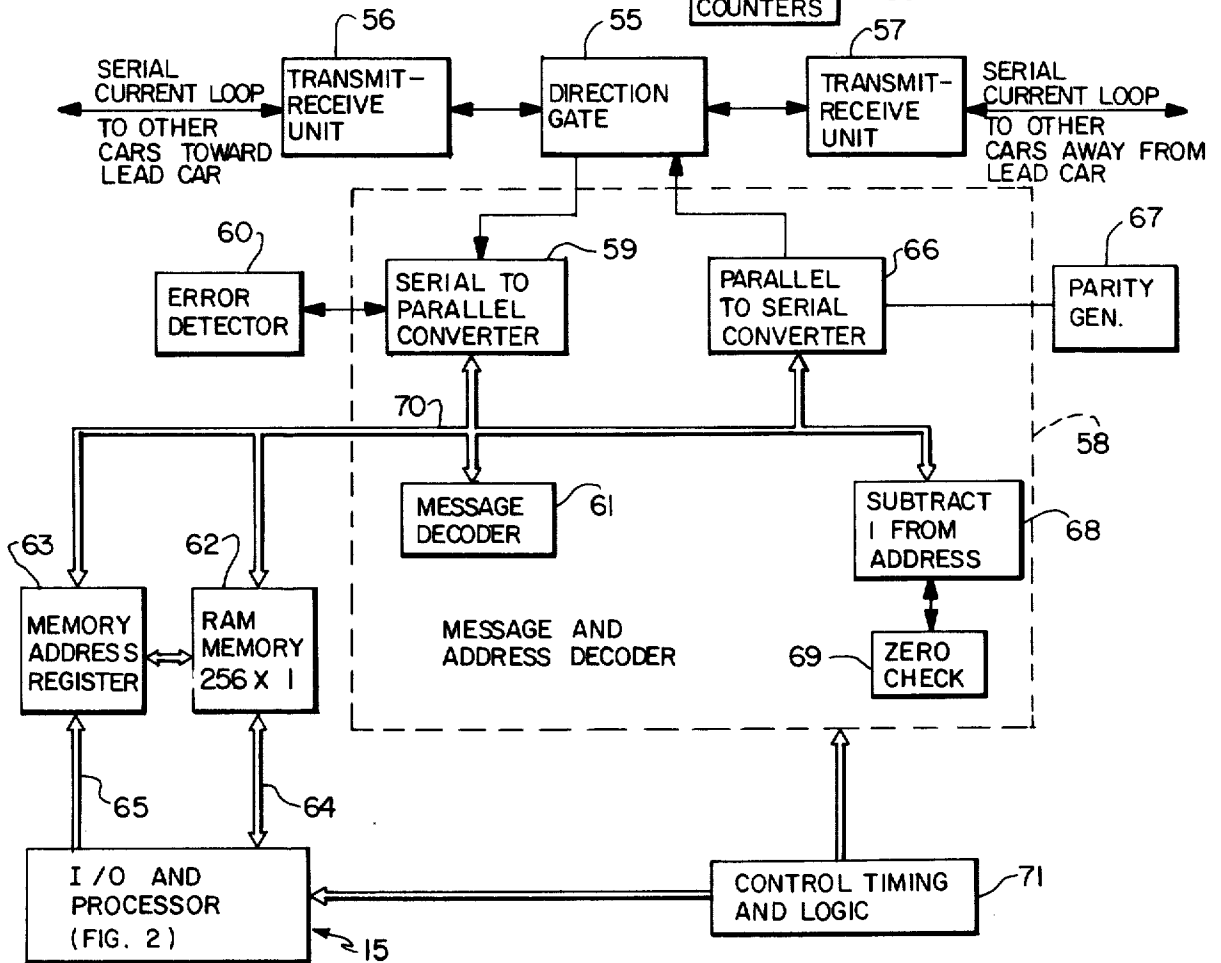 COUNTERS
56
55
57
SERIAL
CURRENT LOOP
TO OTHER
CARS TOWARD
LEAD CAR
TRANSMIT-
RECEIVE
UNIT
DIRECTION
GATE
TRANSMIT-
RECEIVE
UNIT
SERIAL
CURRENT LOOP
TO OTHER
CARS AWAY FROM
LEAD CAR
60
ERROR
DETECTOR
59
SERIAL TO
PARALLEL
CONVERTER
66
PARALLEL
TO SERIAL
CONVERTER
67
PARITY
GEN.
70
58
61
MESSAGE
DECODER
68
SUBTRACT
1 FROM
ADDRESS
63
MEMORY
ADDRESS
REGISTER
62
RAM
MEMORY
256 X 1
MESSAGE AND
ADDRESS DECODER
69
ZERO
CHECK
65
64
I/O AND
PROCESSOR
(FIG. 2)
15
CONTROL TIMING
AND LOGIC
71